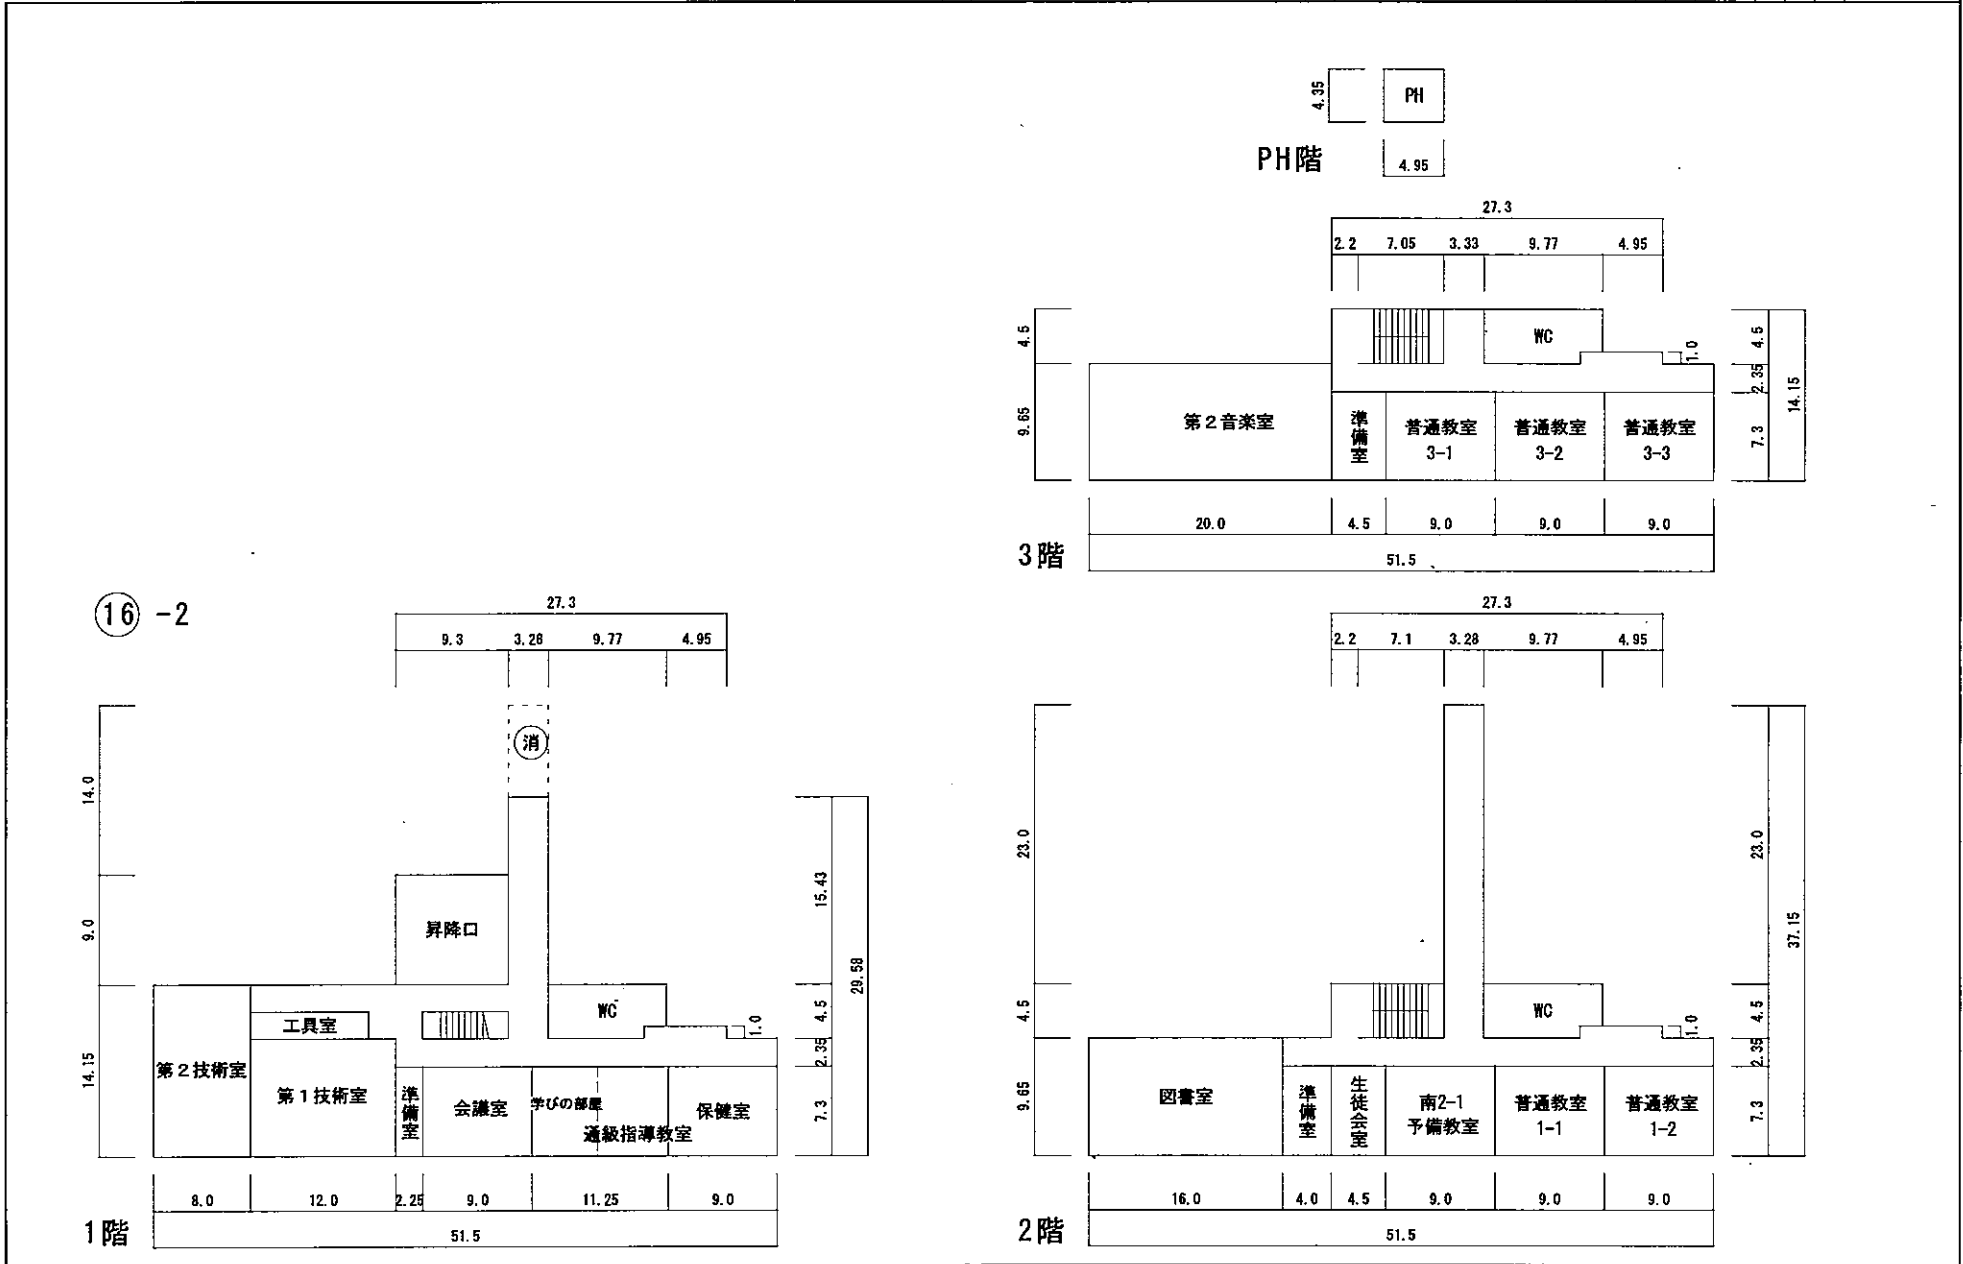 4.35
PH
PH階
4.95
27.3
2.2 7.05 3.33 9.77 4.95
4.5
WC
1.0
4.5
2.35
14.15
9.65
第2音楽室
準備室
普通教室
3-1
普通教室
3-2
普通教室
3-3
7.3
20.0 4.5 9.0 9.0 9.0
3階
51.5
16 -2
27.3
9.3 3.28 9.77 4.95
消
14.0
15.43
9.0
昇降口
29.58
WC
4.5
1.0
工具室
2.35
14.15
第2技術室
第1技術室
準備室
会議室
学びの部屋
通級指導教室
保健室
7.3
8.0 12.0 2.25 9.0 11.25 9.0
1階
51.5
27.3
2.2 7.1 3.28 9.77 4.95
23.0
23.0
37.15
4.5
WC
1.0
4.5
2.35
9.65
図書室
準備室
生徒会室
南2-1
予備教室
普通教室
1-1
普通教室
1-2
7.3
16.0 4.0 4.5 9.0 9.0 9.0
2階
51.5